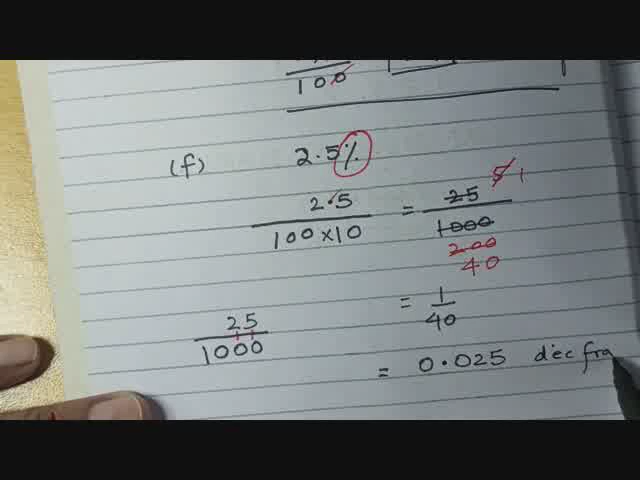 100
(f) 2.5%
2.5 / 100 × 10 = 25 / 1000 5 1
200
40
= 1/40
25 / 1000
= 0.025 dec fra